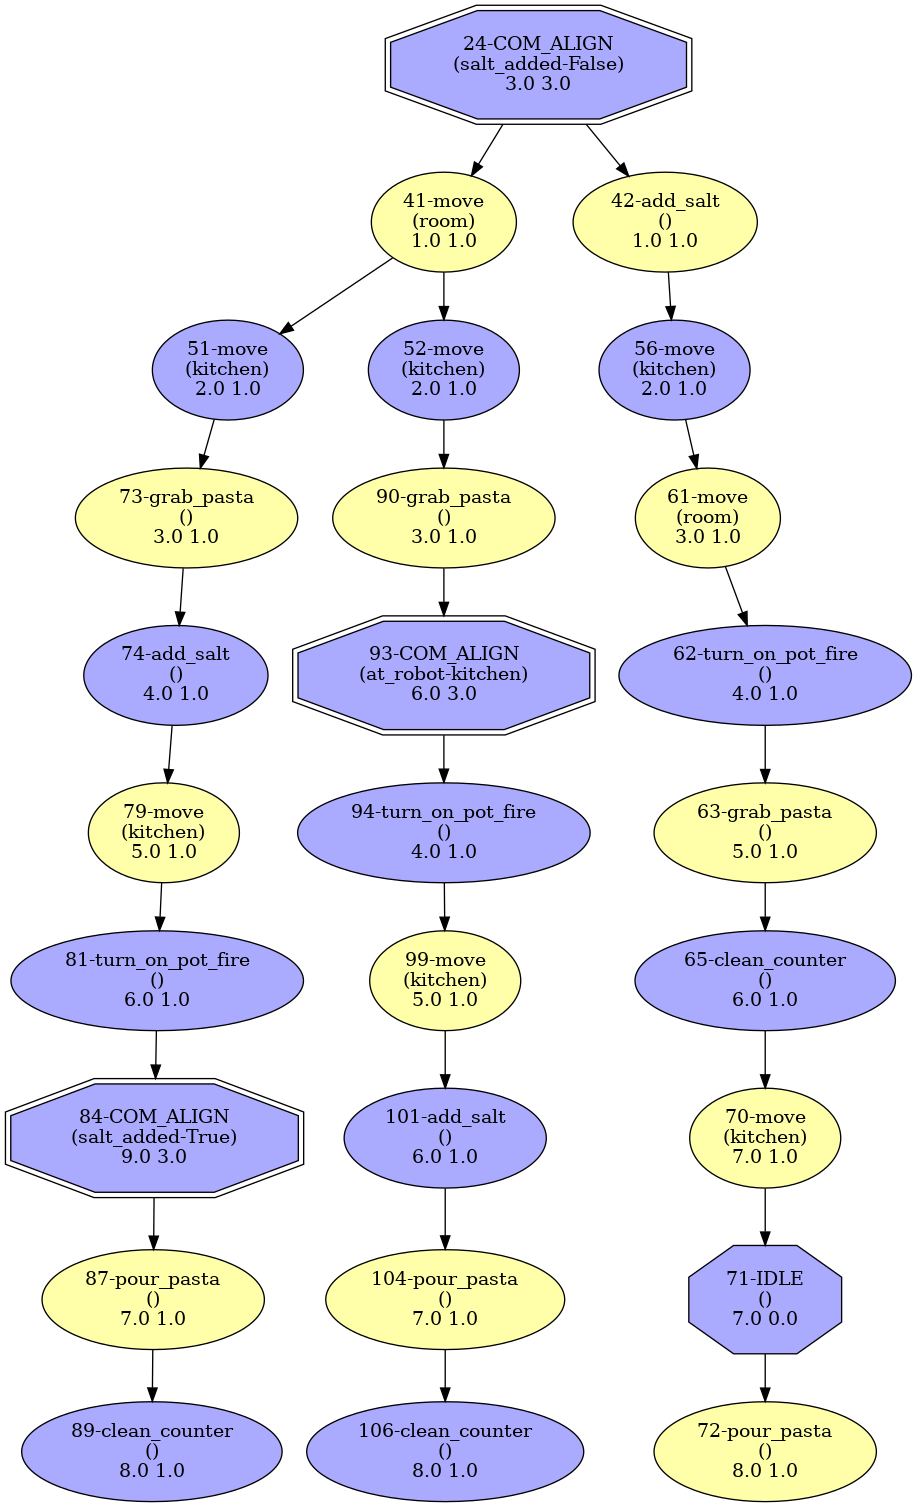 24-COM_ALIGN
(salt_added-False)
3.0 3.0
41-move
(room)
1.0 1.0
42-add_salt
()
1.0 1.0
51-move
(kitchen)
2.0 1.0
52-move
(kitchen)
2.0 1.0
56-move
(kitchen)
2.0 1.0
73-grab_pasta
()
3.0 1.0
90-grab_pasta
()
3.0 1.0
61-move
(room)
3.0 1.0
74-add_salt
()
4.0 1.0
93-COM_ALIGN
(at_robot-kitchen)
6.0 3.0
62-turn_on_pot_fire
()
4.0 1.0
79-move
(kitchen)
5.0 1.0
94-turn_on_pot_fire
()
4.0 1.0
63-grab_pasta
()
5.0 1.0
81-turn_on_pot_fire
()
6.0 1.0
99-move
(kitchen)
5.0 1.0
65-clean_counter
()
6.0 1.0
84-COM_ALIGN
(salt_added-True)
9.0 3.0
101-add_salt
()
6.0 1.0
70-move
(kitchen)
7.0 1.0
87-pour_pasta
()
7.0 1.0
104-pour_pasta
()
7.0 1.0
71-IDLE
()
7.0 0.0
89-clean_counter
()
8.0 1.0
106-clean_counter
()
8.0 1.0
72-pour_pasta
()
8.0 1.0